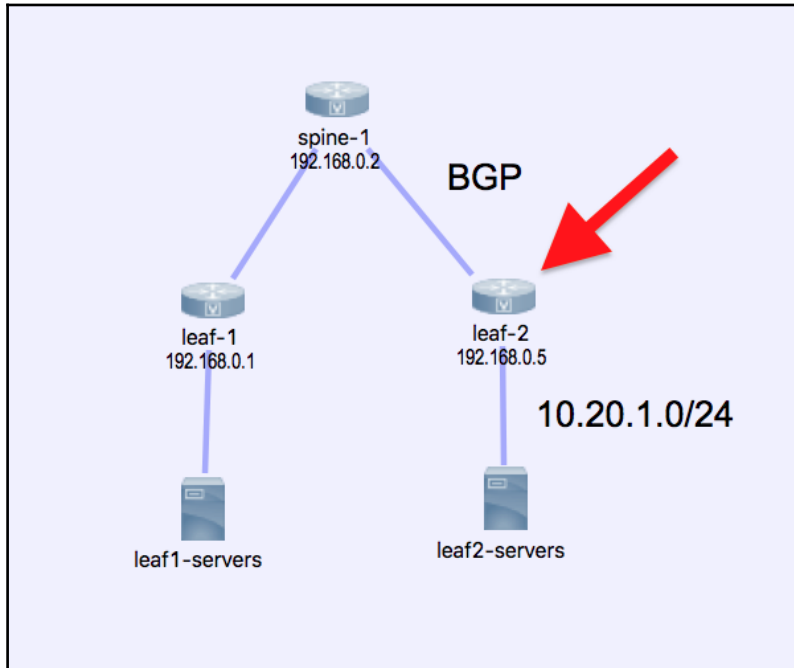 spine-1
192.168.0.2
BGP
leaf-1
192.168.0.1
leaf-2
192.168.0.5
10.20.1.0/24
leaf1-servers
leaf2-servers